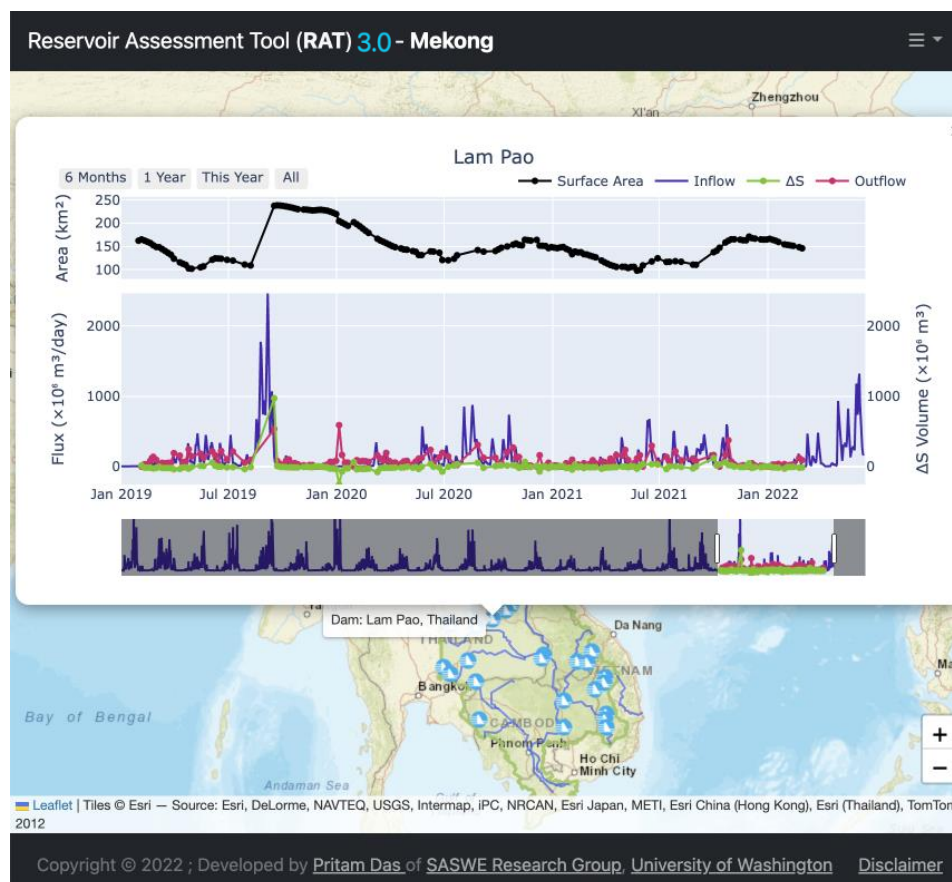 Reservoir Assessment Tool (RAT) 3.0 - Mekong
Zhengzhou
Xi'an
Lam Pao
6 Months 1 Year This Year All
Surface Area Inflow ΔS Outflow
Area (km²)
250
200
150
100
Flux (×10⁶ m³/day)
2000
1000
0
ΔS Volume (×10⁶ m³)
2000
1000
0
Jan 2019 Jul 2019 Jan 2020 Jul 2020 Jan 2021 Jul 2021 Jan 2022
Dam: Lam Pao, Thailand
Da Nang
Bangkok
CAMBOD
Phnom Penh
Ho Chi
Minh City
Bay of Bengal
Andaman Sea
+
−
Leaflet | Tiles © Esri — Source: Esri, DeLorme, NAVTEQ, USGS, Intermap, iPC, NRCAN, Esri Japan, METI, Esri China (Hong Kong), Esri (Thailand), TomTom
2012
Copyright © 2022 ; Developed by Pritam Das of SASWE Research Group, University of Washington Disclaimer